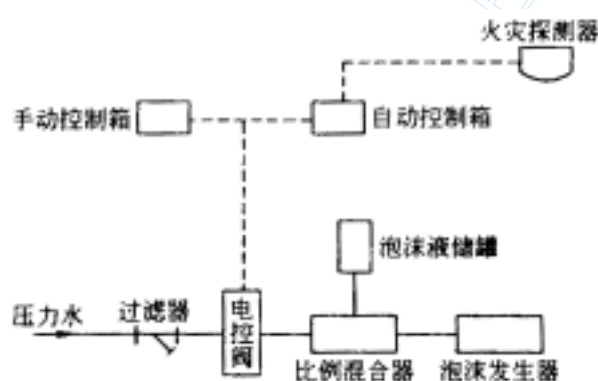 火灾探测器
手动控制箱
自动控制箱
泡沫液储罐
压力水
过滤器
电控阀
比例混合器
泡沫发生器